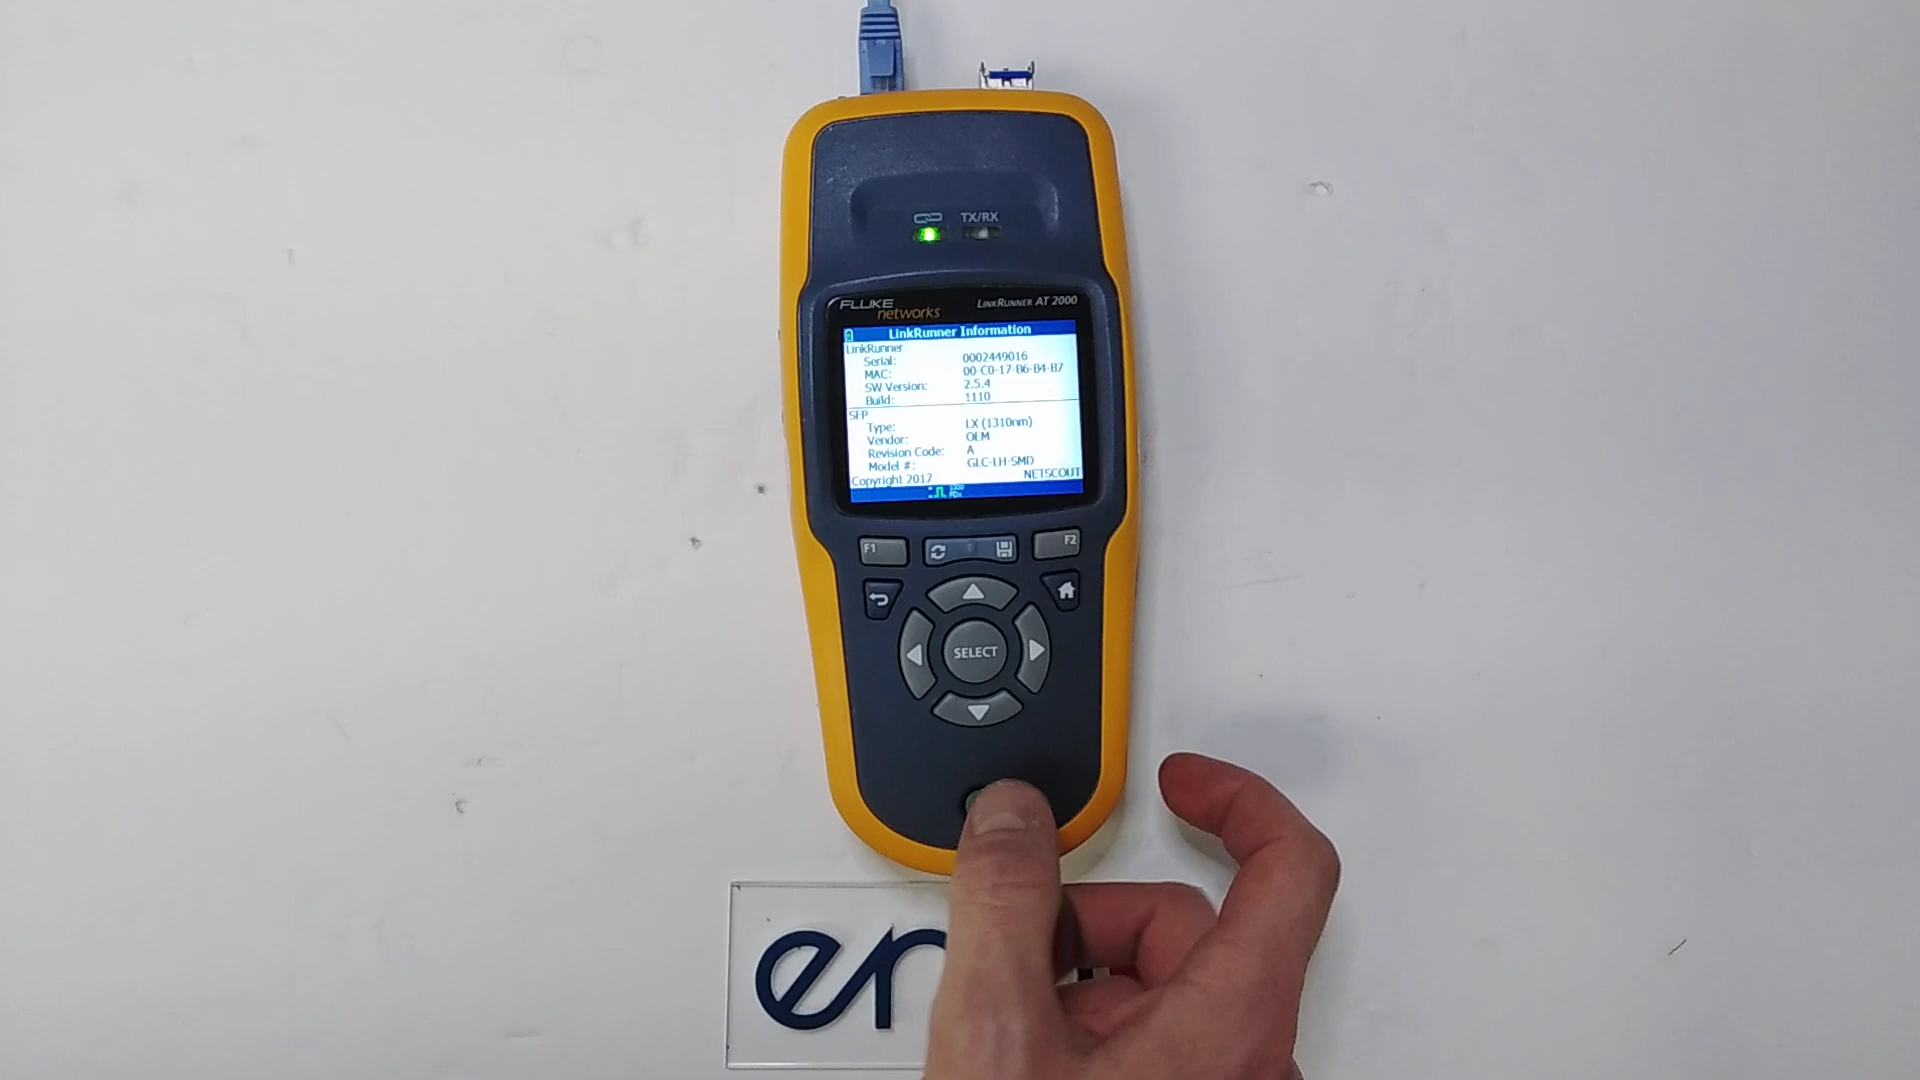 TX/RX
FLUKE
networks
LINKRUNNER AT 2000
LinkRunner Information
LinkRunner
Serial: 0002449016
MAC: 00-C0-17-B6-B4-B7
SW Version: 2.5.4
Build: 1110
SFP
Type: LX (1310nm)
Vendor: OEM
Revision Code: A
Model #: GLC-LH-SMD
Copyright 2017 NETSCOUT
F1
F2
SELECT
er